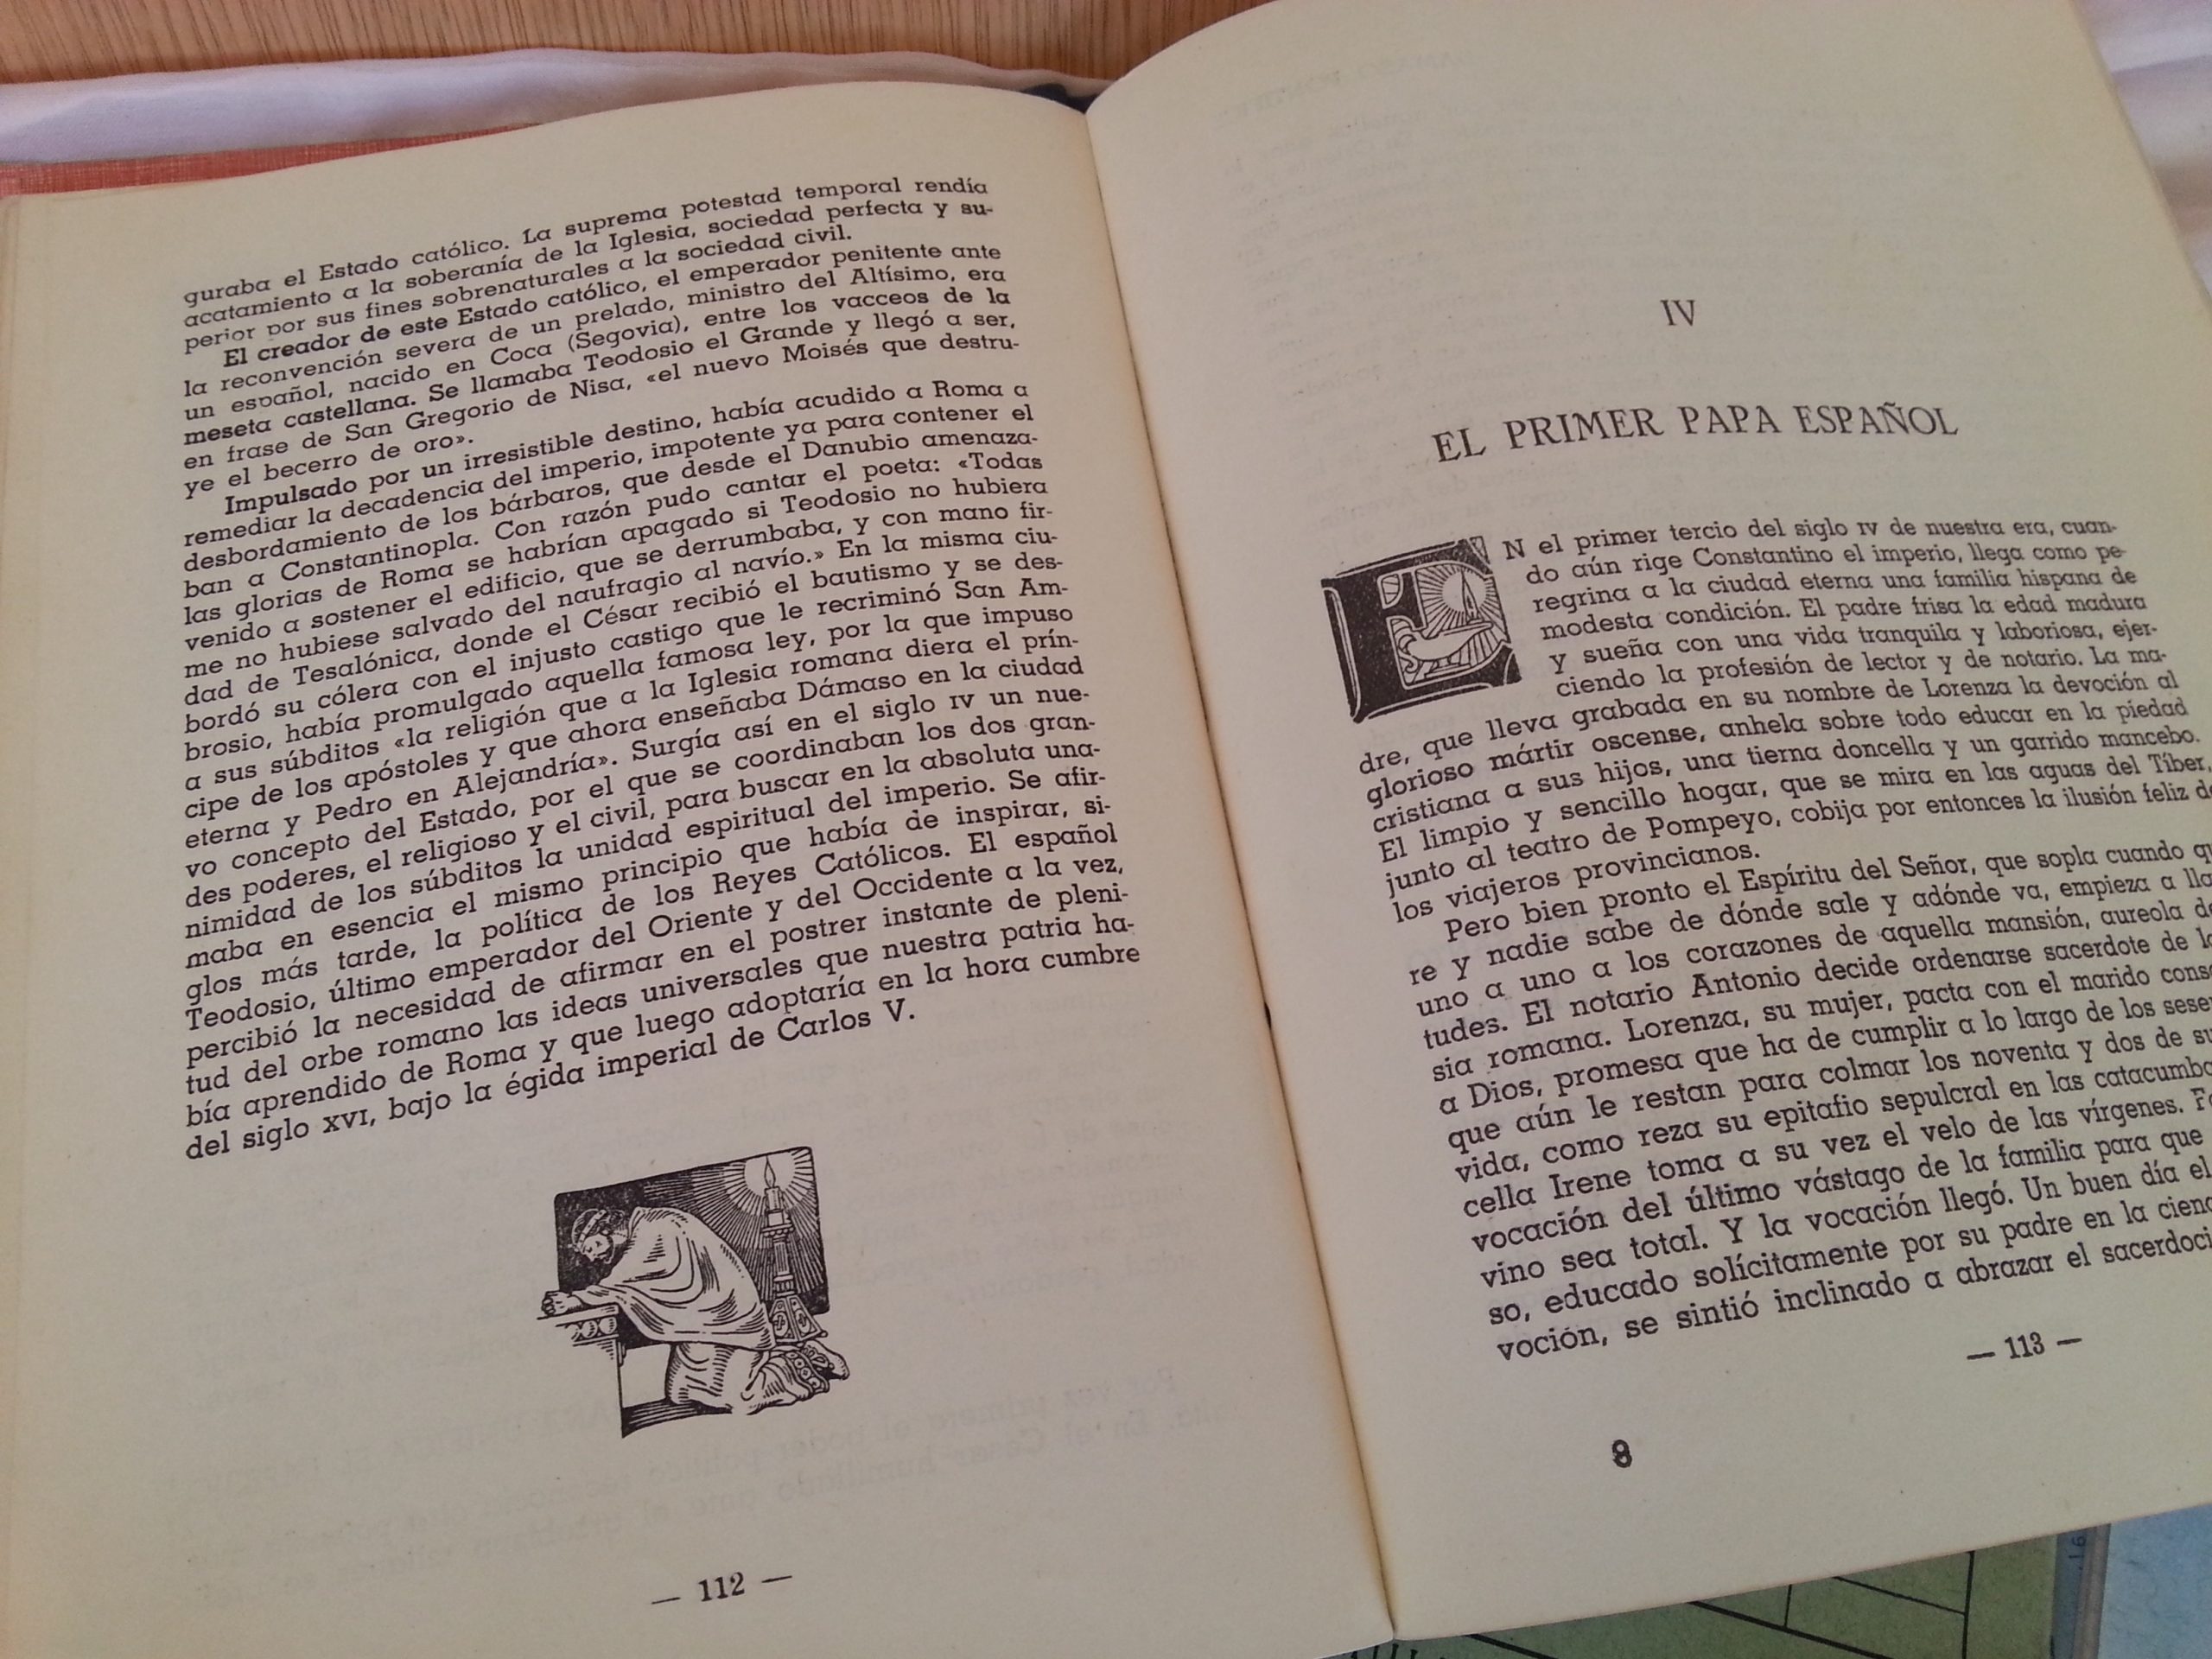 guraba el Estado católico. La suprema potestad temporal rendía
acatamiento a la soberanía de la Iglesia, sociedad perfecta y su-
perior por sus fines sobrenaturales a la sociedad civil.
El creador de este Estado católico, el emperador penitente ante
la reconvención severa de un prelado, ministro del Altísimo, era
un español, nacido en Coca (Segovia), entre los vacceos de la
meseta castellana. Se llamaba Teodosio el Grande y llegó a ser,
en frase de San Gregorio de Nisa, «el nuevo Moisés que destru-
ye el becerro de oro».
Impulsado por un irresistible destino, había acudido a Roma a
remediar la decadencia del imperio, impotente ya para contener el
desbordamiento de los bárbaros, que desde el Danubio amenaza-
ban a Constantinopla. Con razón pudo cantar el poeta: «Todas
las glorias de Roma se habrían apagado si Teodosio no hubiera
venido a sostener el edificio, que se derrumbaba, y con mano fir-
me no hubiese salvado del naufragio al navío.» En la misma ciu-
dad de Tesalónica, donde el César recibió el bautismo y se des-
bordó su cólera con el injusto castigo que le recriminó San Am-
brosio, había promulgado aquella famosa ley, por la que impuso
a sus súbditos «la religión que a la Iglesia romana diera el prín-
cipe de los apóstoles y que ahora enseñaba Dámaso en la ciudad
eterna y Pedro en Alejandría». Surgía así en el siglo IV un nue-
vo concepto del Estado, por el que se coordinaban los dos gran-
des poderes, el religioso y el civil, para buscar en la absoluta una-
nimidad de los súbditos la unidad espiritual del imperio. Se afir-
maba en esencia el mismo principio que había de inspirar, si-
glos más tarde, la política de los Reyes Católicos. El español
Teodosio, último emperador del Oriente y del Occidente a la vez,
percibió la necesidad de afirmar en el postrer instante de pleni-
tud del orbe romano las ideas universales que nuestra patria ha-
bía aprendido de Roma y que luego adoptaría en la hora cumbre
del siglo XVI, bajo la égida imperial de Carlos V.
— 112 —
IV
EL PRIMER PAPA ESPAÑOL
EN el primer tercio del siglo IV de nuestra era, cuan-
do aún rige Constantino el imperio, llega como pe-
regrina a la ciudad eterna una familia hispana de
modesta condición. El padre frisa la edad madura
y sueña con una vida tranquila y laboriosa, ejer-
ciendo la profesión de lector y de notario. La ma-
dre, que lleva grabada en su nombre de Lorenza la devoción al
glorioso mártir oscense, anhela sobre todo educar en la piedad
cristiana a sus hijos, una tierna doncella y un garrido mancebo.
El limpio y sencillo hogar, que se mira en las aguas del Tíber,
junto al teatro de Pompeyo, cobija por entonces la ilusión feliz de
los viajeros provincianos.
Pero bien pronto el Espíritu del Señor, que sopla cuando
re y nadie sabe de dónde sale y adónde va, empieza a
uno a uno a los corazones de aquella mansión, aureola
tudes. El notario Antonio decide ordenarse sacerdote de
sia romana. Lorenza, su mujer, pacta con el marido
a Dios, promesa que ha de cumplir a lo largo de los
que aún le restan para colmar los noventa y dos de
vida, como reza su epitafio sepulcral en las
cella Irene toma a su vez el velo de las vírgenes.
vocación del último vástago de la familia para que
vino sea total. Y la vocación llegó. Un buen día el
so, educado solícitamente por su padre en la
voción, se sintió inclinado a abrazar el
— 113 —
8